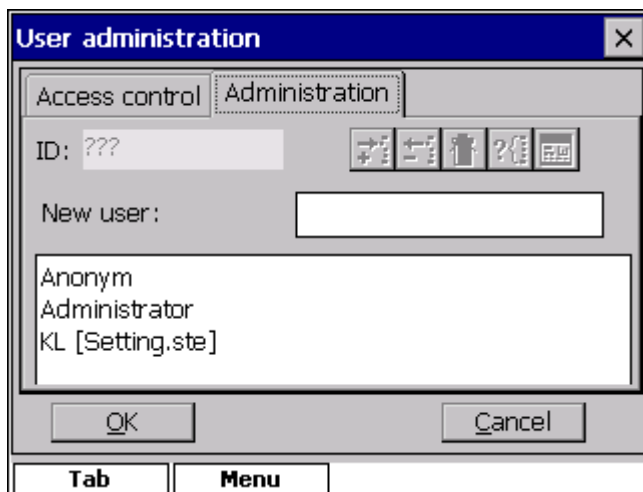 User administration
Access control Administration
ID: ???
New user:
Anonym
Administrator
KL [Setting.ste]
OK Cancel
Tab Menu